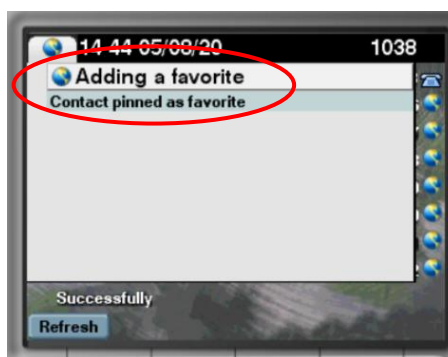 14 44 05/08/20 1038
Adding a favorite
Contact pinned as favorite
Successfully
Refresh